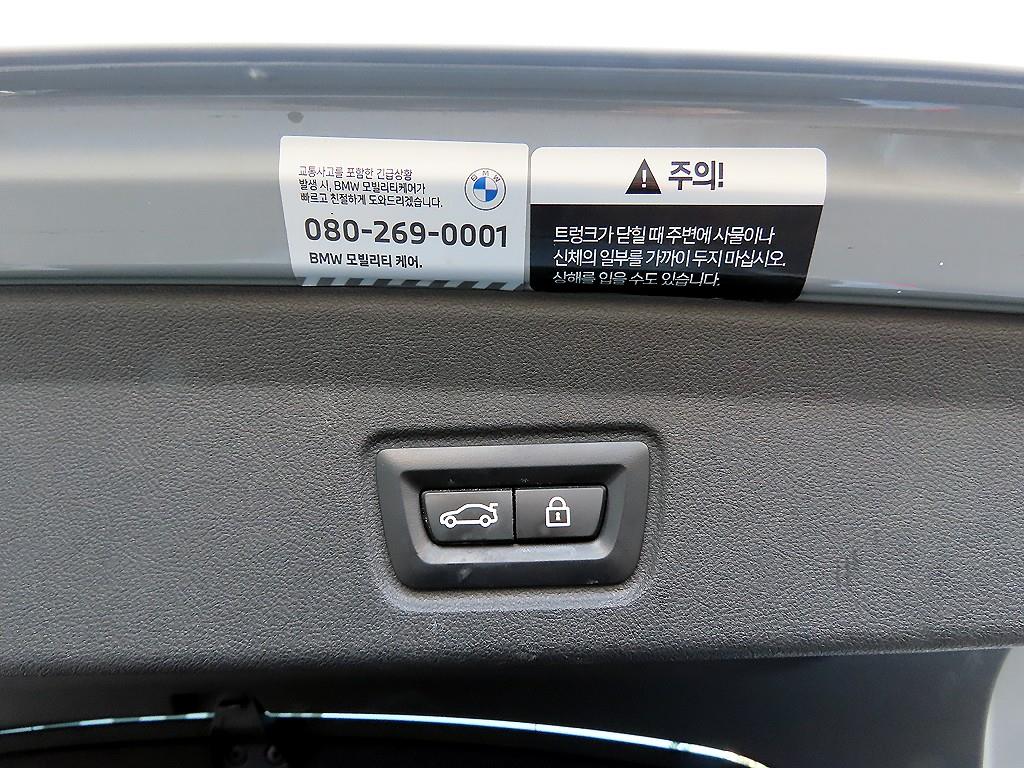 교통사고를 포함한 긴급상황
발생 시, BMW 모빌리티케어가
빠르고 친절하게 도와드리겠습니다.
BMW
080-269-0001
BMW 모빌리티 케어.
주의!
트렁크가 닫힐 때 주변에 사물이나
신체의 일부를 가까이 두지 마십시오.
상해를 입을 수도 있습니다.